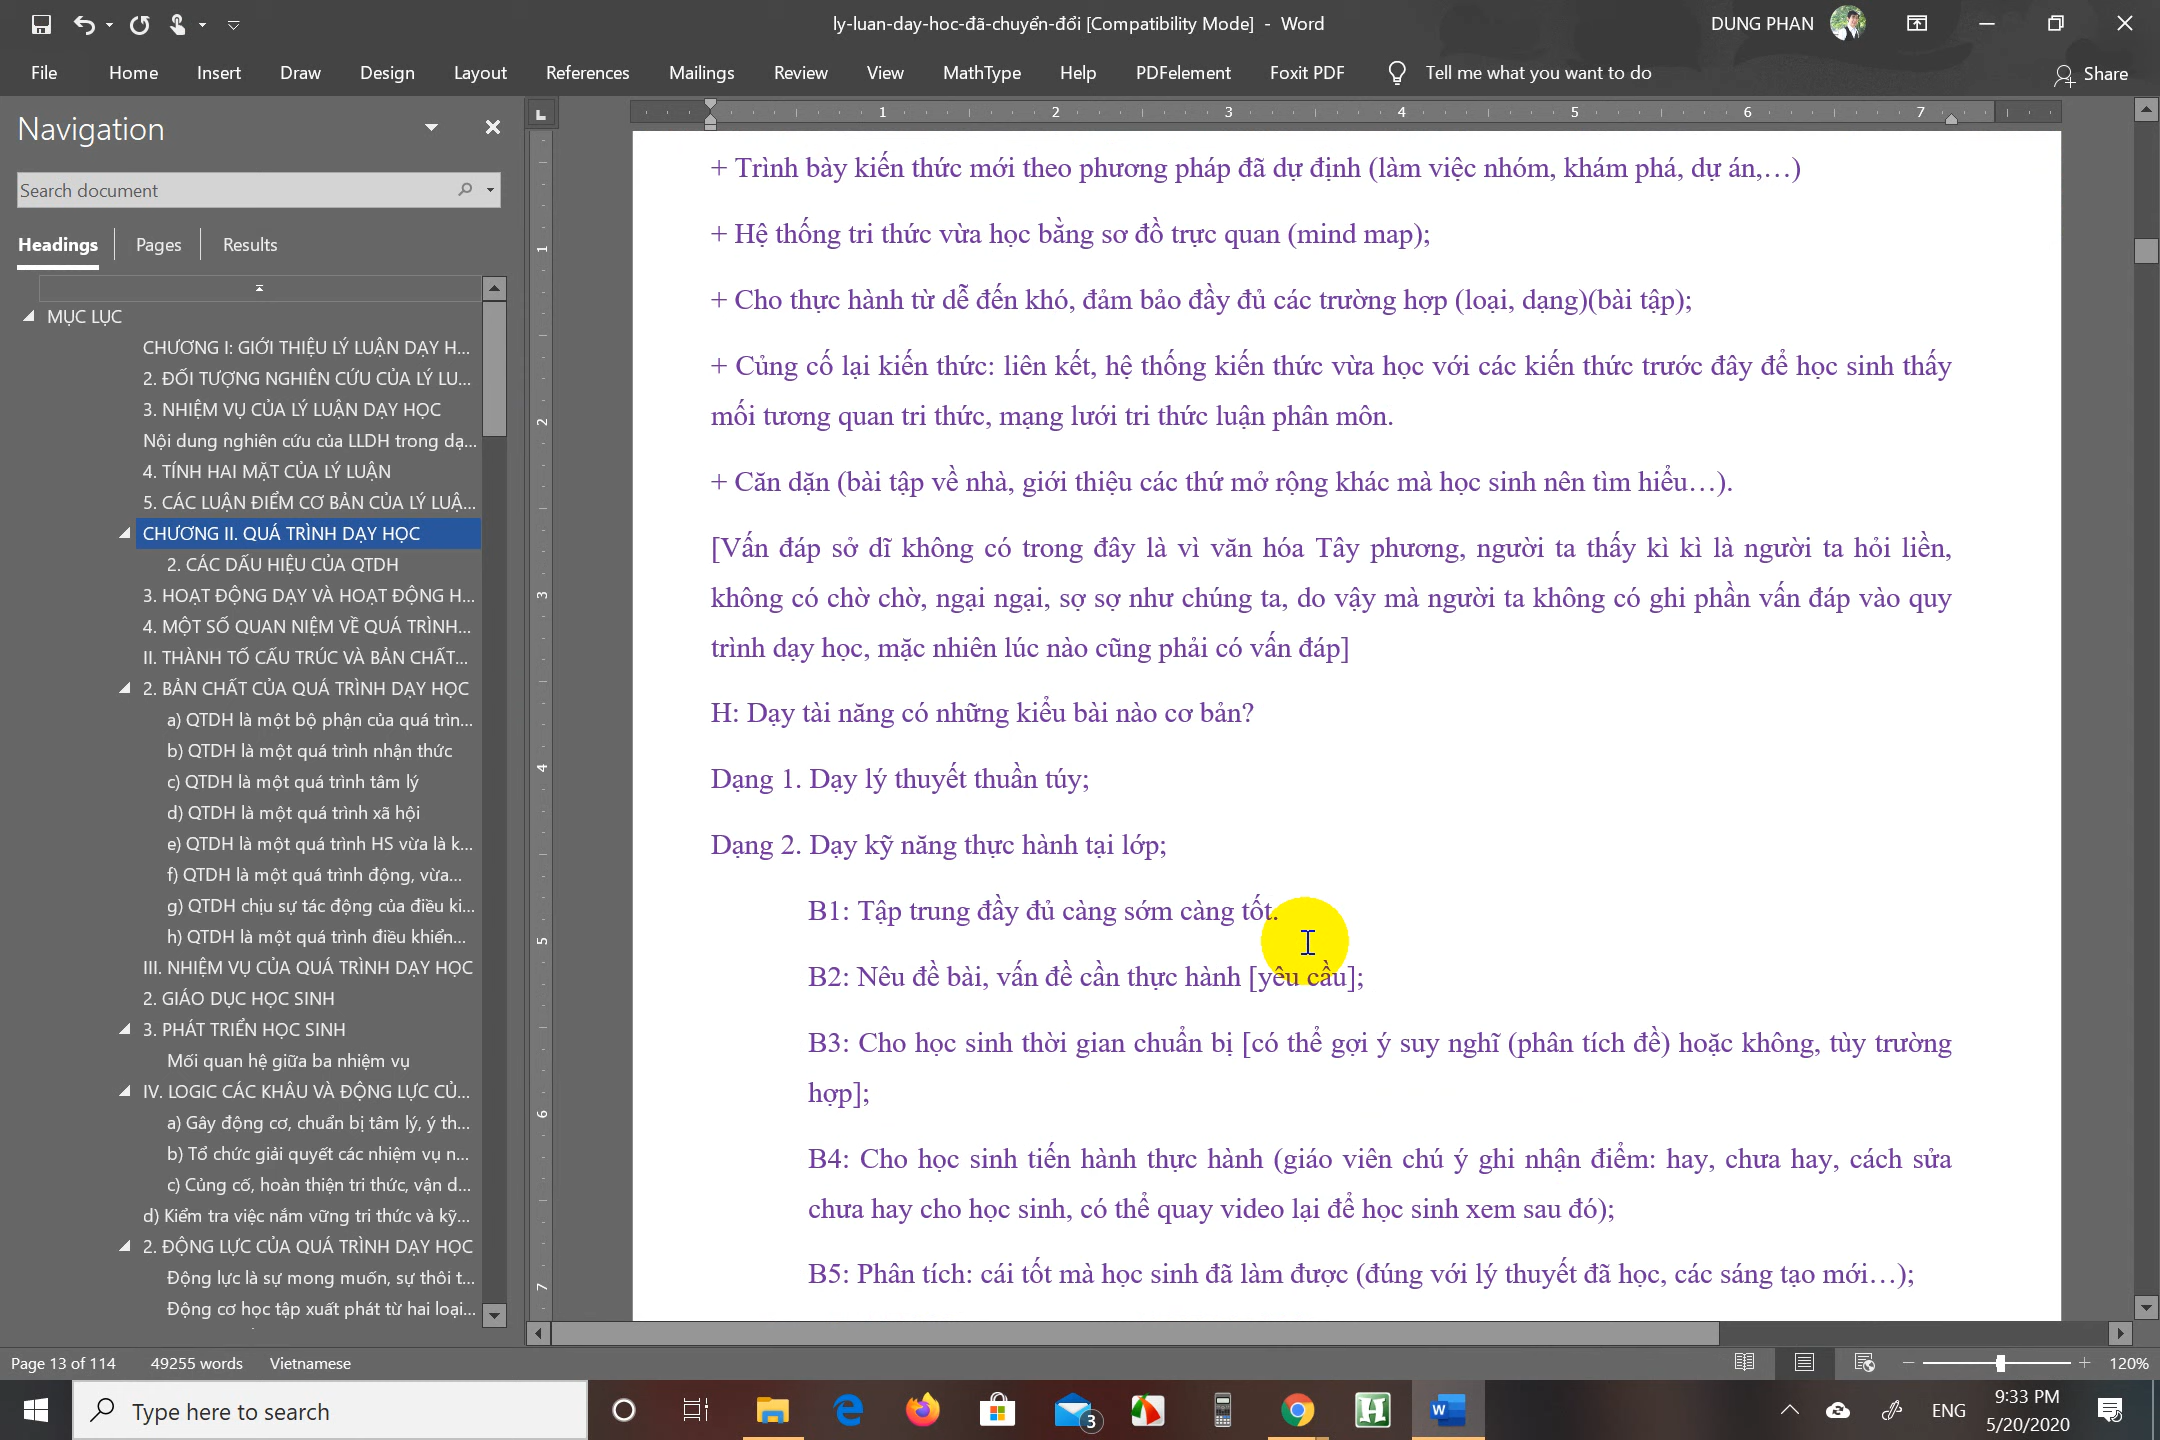 ly-luan-day-học-đã-chuyển-đổi [Compatibility Mode] - Word
DUNG PHAN
File Home Insert Draw Design Layout References Mailings Review View MathType Help PDFelement Foxit PDF Tell me what you want to do Share
Navigation
Search document
Headings Pages Results
MỤC LỤC
CHƯƠNG I: GIỚI THIỆU LÝ LUẬN DẠY H...
2. ĐỐI TƯỢNG NGHIÊN CỨU CỦA LÝ LU...
3. NHIỆM VỤ CỦA LÝ LUẬN DẠY HỌC
Nội dung nghiên cứu của LLDH trong dạ...
4. TÍNH HAI MẶT CỦA LÝ LUẬN
5. CÁC LUẬN ĐIỂM CƠ BẢN CỦA LÝ LUẬ...
CHƯƠNG II. QUÁ TRÌNH DẠY HỌC
2. CÁC DẤU HIỆU CỦA QTDH
3. HOẠT ĐỘNG DẠY VÀ HOẠT ĐỘNG H...
4. MỘT SỐ QUAN NIỆM VỀ QUÁ TRÌNH...
II. THÀNH TỐ CẤU TRÚC VÀ BẢN CHẤT...
2. BẢN CHẤT CỦA QUÁ TRÌNH DẠY HỌC
a) QTDH là một bộ phận của quá trìn...
b) QTDH là một quá trình nhận thức
c) QTDH là một quá trình tâm lý
d) QTDH là một quá trình xã hội
e) QTDH là một quá trình HS vừa là k...
f) QTDH là một quá trình động, vừa...
g) QTDH chịu sự tác động của điều ki...
h) QTDH là một quá trình điều khiển...
III. NHIỆM VỤ CỦA QUÁ TRÌNH DẠY HỌC
2. GIÁO DỤC HỌC SINH
3. PHÁT TRIỂN HỌC SINH
Mối quan hệ giữa ba nhiệm vụ
IV. LOGIC CÁC KHÂU VÀ ĐỘNG LỰC CỦ...
a) Gây động cơ, chuẩn bị tâm lý, ý th...
b) Tổ chức giải quyết các nhiệm vụ n...
c) Củng cố, hoàn thiện tri thức, vận d...
d) Kiểm tra việc nắm vững tri thức và kỹ...
2. ĐỘNG LỰC CỦA QUÁ TRÌNH DẠY HỌC
Động lực là sự mong muốn, sự thôi t...
Động cơ học tập xuất phát từ hai loại...
1 2 3 4 5 6 7
1
2
3
4
5
6
7
+ Trình bày kiến thức mới theo phương pháp đã dự định (làm việc nhóm, khám phá, dự án,…)
+ Hệ thống tri thức vừa học bằng sơ đồ trực quan (mind map);
+ Cho thực hành từ dễ đến khó, đảm bảo đầy đủ các trường hợp (loại, dạng)(bài tập);
+ Củng cố lại kiến thức: liên kết, hệ thống kiến thức vừa học với các kiến thức trước đây để học sinh thấy
mối tương quan tri thức, mạng lưới tri thức luận phân môn.
+ Căn dặn (bài tập về nhà, giới thiệu các thứ mở rộng khác mà học sinh nên tìm hiểu…).
[Vấn đáp sở dĩ không có trong đây là vì văn hóa Tây phương, người ta thấy kì kì là người ta hỏi liền,
không có chờ chờ, ngại ngại, sợ sợ như chúng ta, do vậy mà người ta không có ghi phần vấn đáp vào quy
trình dạy học, mặc nhiên lúc nào cũng phải có vấn đáp]
H: Dạy tài năng có những kiểu bài nào cơ bản?
Dạng 1. Dạy lý thuyết thuần túy;
Dạng 2. Dạy kỹ năng thực hành tại lớp;
B1: Tập trung đầy đủ càng sớm càng tốt.
B2: Nêu đề bài, vấn đề cần thực hành [yêu cầu];
B3: Cho học sinh thời gian chuẩn bị [có thể gợi ý suy nghĩ (phân tích đề) hoặc không, tùy trường
hợp];
B4: Cho học sinh tiến hành thực hành (giáo viên chú ý ghi nhận điểm: hay, chưa hay, cách sửa
chưa hay cho học sinh, có thể quay video lại để học sinh xem sau đó);
B5: Phân tích: cái tốt mà học sinh đã làm được (đúng với lý thuyết đã học, các sáng tạo mới…);
Page 13 of 114 49255 words Vietnamese 120%
Type here to search
3
ENG
9:33 PM
5/20/2020